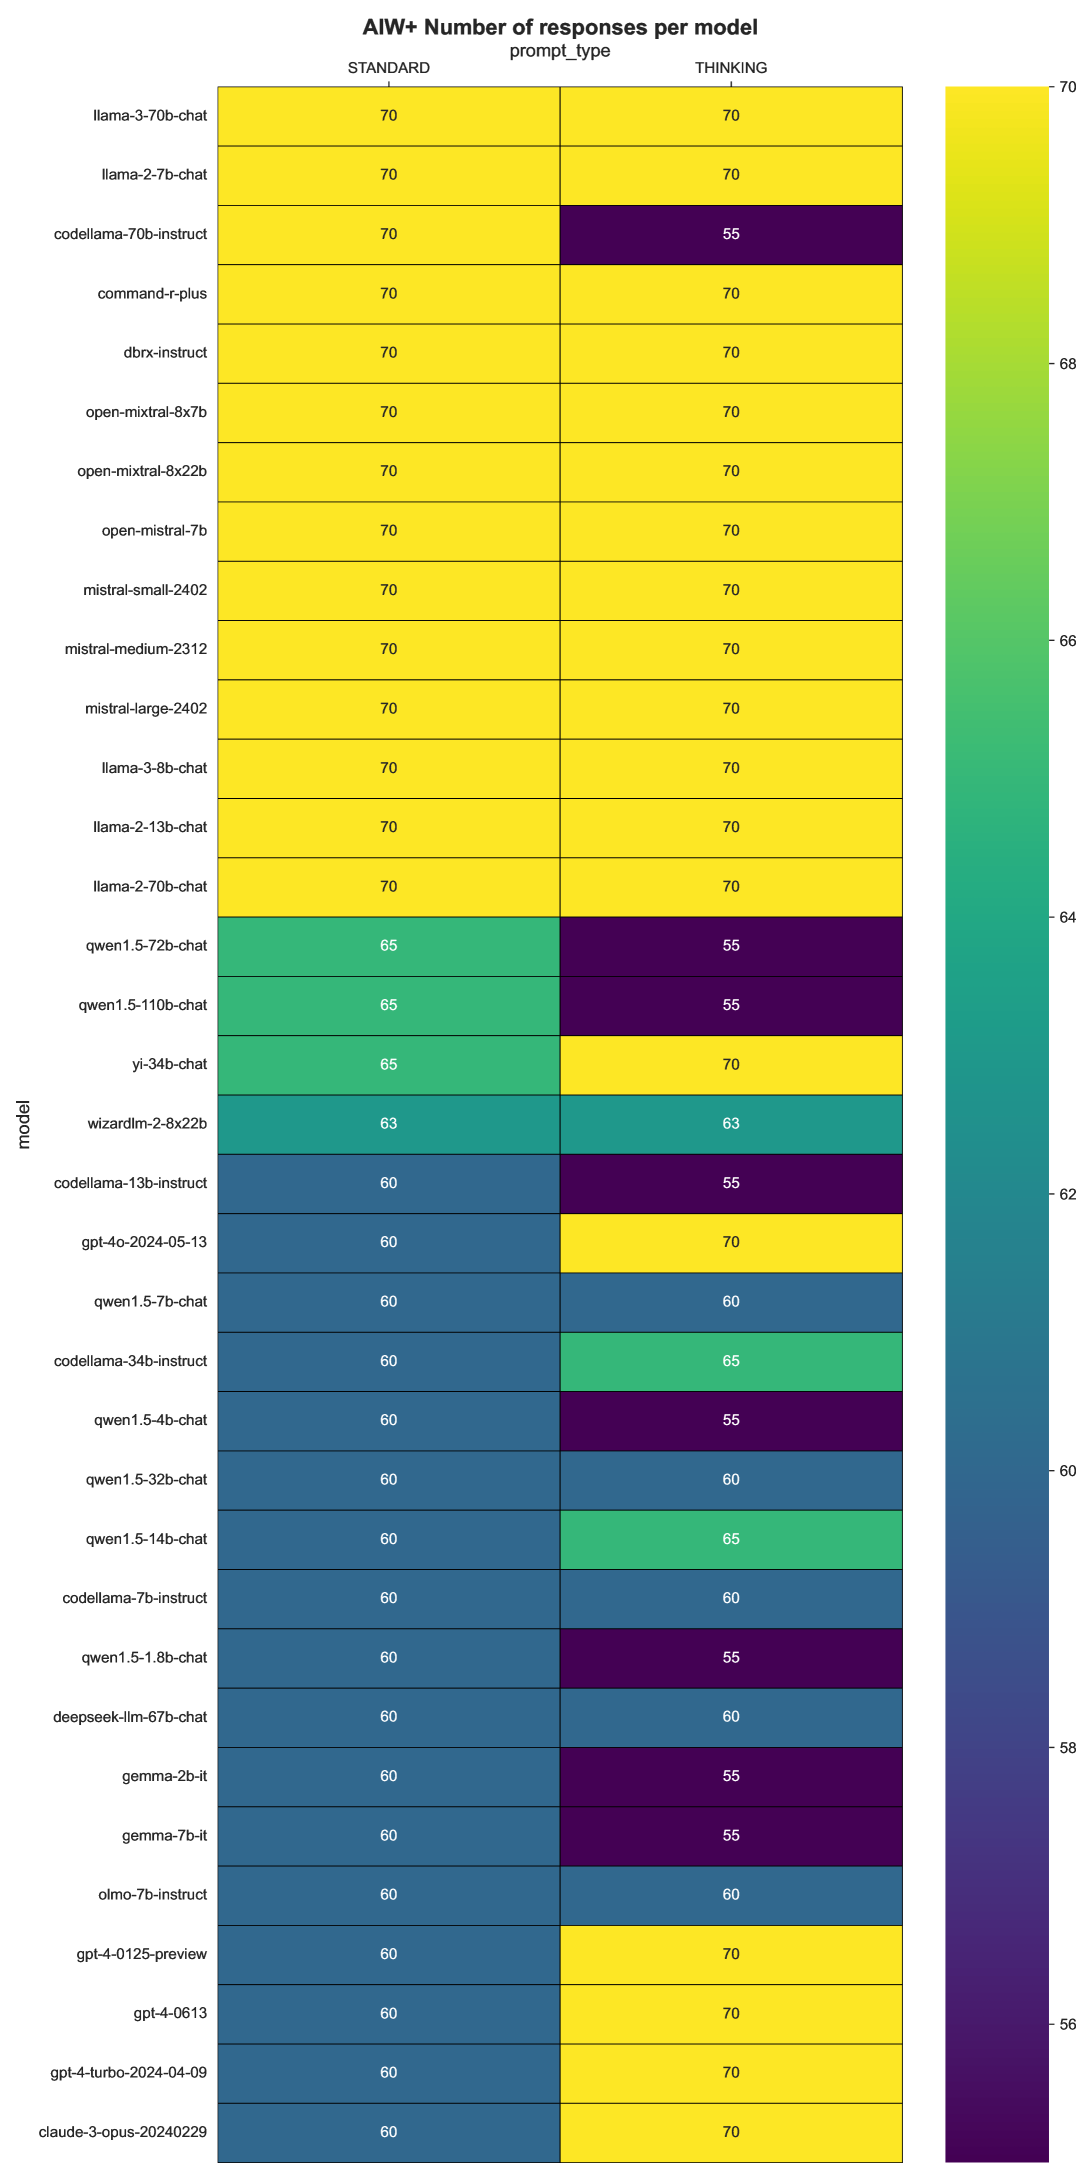 AIW+ Number of responses per model
prompt_type
STANDARD THINKING
llama-3-70b-chat 70 70
llama-2-7b-chat 70 70
codellama-70b-instruct 70 55
command-r-plus 70 70
dbrx-instruct 70 70
open-mixtral-8x7b 70 70
open-mixtral-8x22b 70 70
open-mistral-7b 70 70
mistral-small-2402 70 70
mistral-medium-2312 70 70
mistral-large-2402 70 70
llama-3-8b-chat 70 70
llama-2-13b-chat 70 70
llama-2-70b-chat 70 70
qwen1.5-72b-chat 65 55
qwen1.5-110b-chat 65 55
yi-34b-chat 65 70
wizardlm-2-8x22b 63 63
codellama-13b-instruct 60 55
gpt-4o-2024-05-13 60 70
qwen1.5-7b-chat 60 60
codellama-34b-instruct 60 65
qwen1.5-4b-chat 60 55
qwen1.5-32b-chat 60 60
qwen1.5-14b-chat 60 65
codellama-7b-instruct 60 60
qwen1.5-1.8b-chat 60 55
deepseek-llm-67b-chat 60 60
gemma-2b-it 60 55
gemma-7b-it 60 55
olmo-7b-instruct 60 60
gpt-4-0125-preview 60 70
gpt-4-0613 60 70
gpt-4-turbo-2024-04-09 60 70
claude-3-opus-20240229 60 70
model
70
68
66
64
62
60
58
56